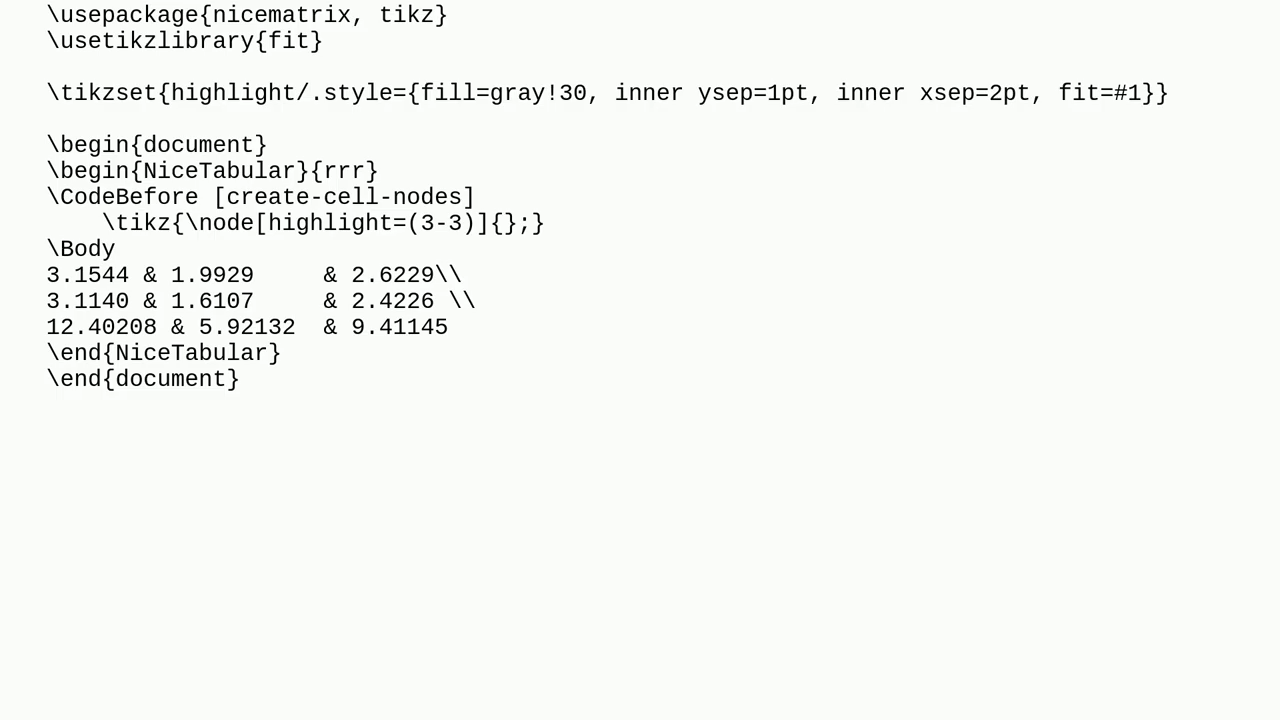 \usepackage{nicematrix, tikz}
\usetikzlibrary{fit}

\tikzset{highlight/.style={fill=gray!30, inner ysep=1pt, inner xsep=2pt, fit=#1}}

\begin{document}
\begin{NiceTabular}{rrr}
\CodeBefore [create-cell-nodes]
    \tikz{\node[highlight=(3-3)]{};}
\Body
3.1544 & 1.9929     & 2.6229\\
3.1140 & 1.6107     & 2.4226 \\
12.40208 & 5.92132  & 9.41145
\end{NiceTabular}
\end{document}